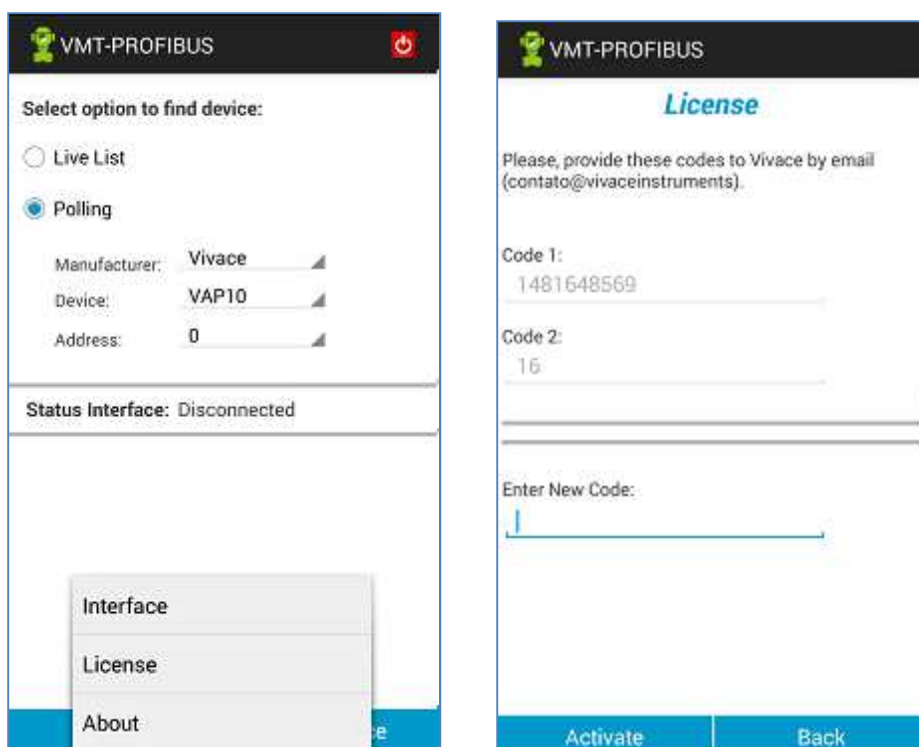 VMT-PROFIBUS
Select option to find device:
Live List
Polling
Manufacturer: Vivace
Device: VAP10
Address: 0
Status Interface: Disconnected
Interface
License
About
VMT-PROFIBUS
License
Please, provide these codes to Vivace by email
(contato@vivaceinstruments).
Code 1:
1481648569
Code 2:
16
Enter New Code:
Activate
Back